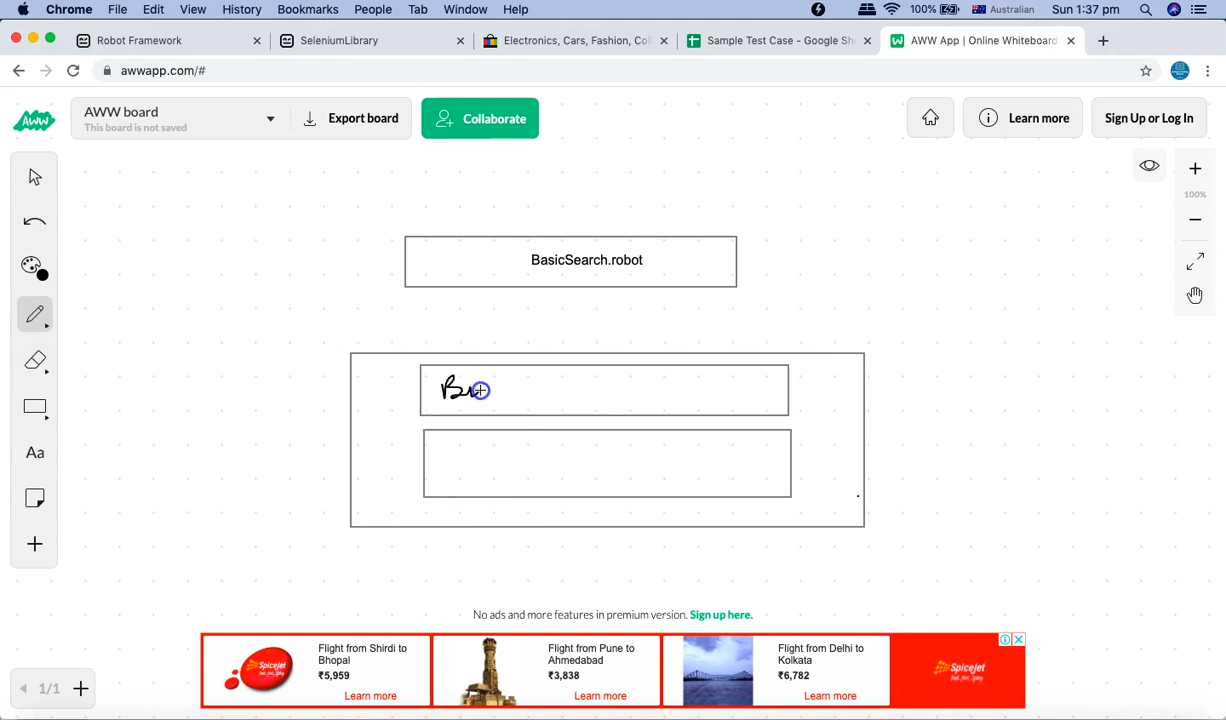 Chrome File Edit View History Bookmarks People Tab Window Help 100% Australian Sun 1:37 pm
Robot Framework SeleniumLibrary Electronics, Cars, Fashion, Col Sample Test Case - Google Sh AWW App | Online Whiteboard
awwapp.com/#
AWW
AWW board
This board is not saved
Export board
Collaborate
Learn more
Sign Up or Log In
100%
BasicSearch.robot
Aa
No ads and more features in premium version. Sign up here.
SpiceJet
Flight from Shirdi to
Bhopal
₹5,959
Learn more
Flight from Pune to
Ahmedabad
₹3,838
Learn more
Flight from Delhi to
Kolkata
₹6,782
Learn more
SpiceJet
1/1